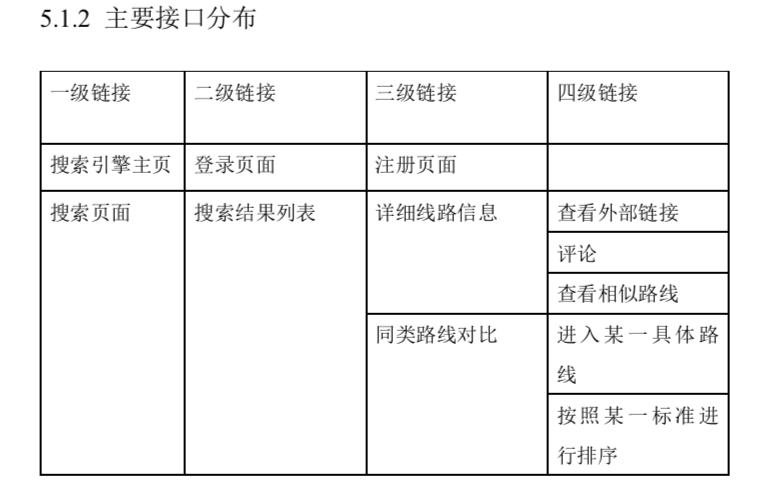 5.1.2 主要接口分布
一级链接 二级链接 三级链接 四级链接
搜索引擎主页 登录页面 注册页面
搜索页面 搜索结果列表 详细线路信息 查看外部链接
评论
查看相似路线
同类路线对比 进入某一具体路
线
按照某一标准进
行排序